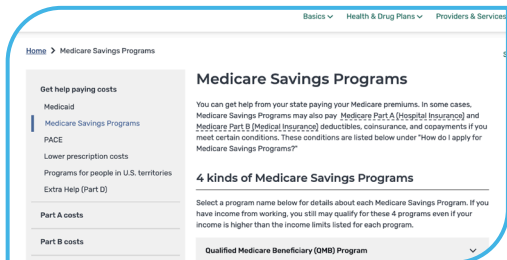 Basics Health & Drug Plans Providers & Services
Home > Medicare Savings Programs
Get help paying costs
Medicaid
Medicare Savings Programs
PACE
Lower prescription costs
Programs for people in U.S. territories
Extra Help (Part D)
Part A costs
Part B costs
Medicare Savings Programs
You can get help from your state paying your Medicare premiums. In some cases,
Medicare Savings Programs may also pay Medicare Part A (Hospital Insurance) and
Medicare Part B (Medical Insurance) deductibles, coinsurance, and copayments if you
meet certain conditions. These conditions are listed below under "How do I apply for
Medicare Savings Programs?"
4 kinds of Medicare Savings Programs
Select a program name below for details about each Medicare Savings Program. If you
have income from working, you still may qualify for these 4 programs even if your
income is higher than the income limits listed for each program.
Qualified Medicare Beneficiary (QMB) Program